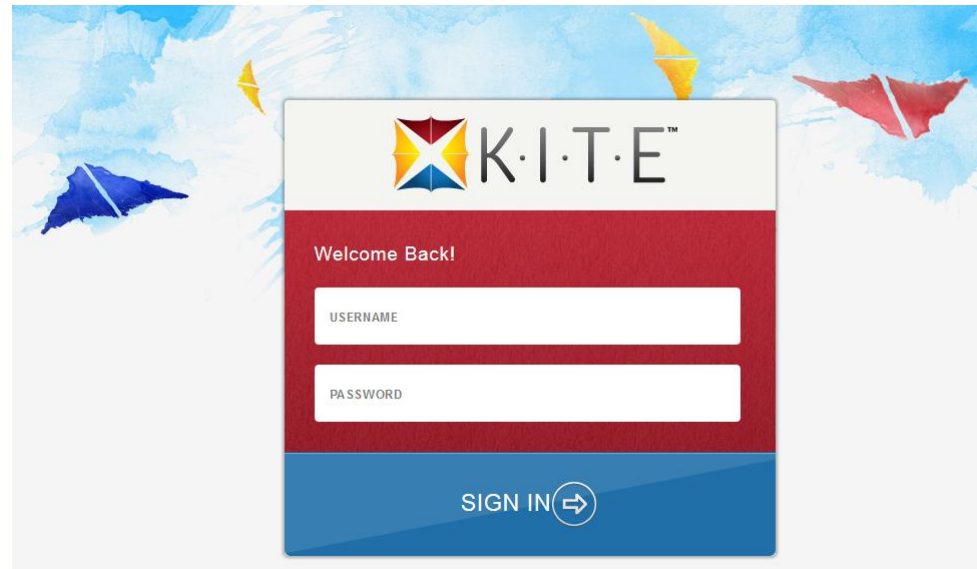 K·I·T·E™
Welcome Back!
USERNAME
PASSWORD
SIGN IN